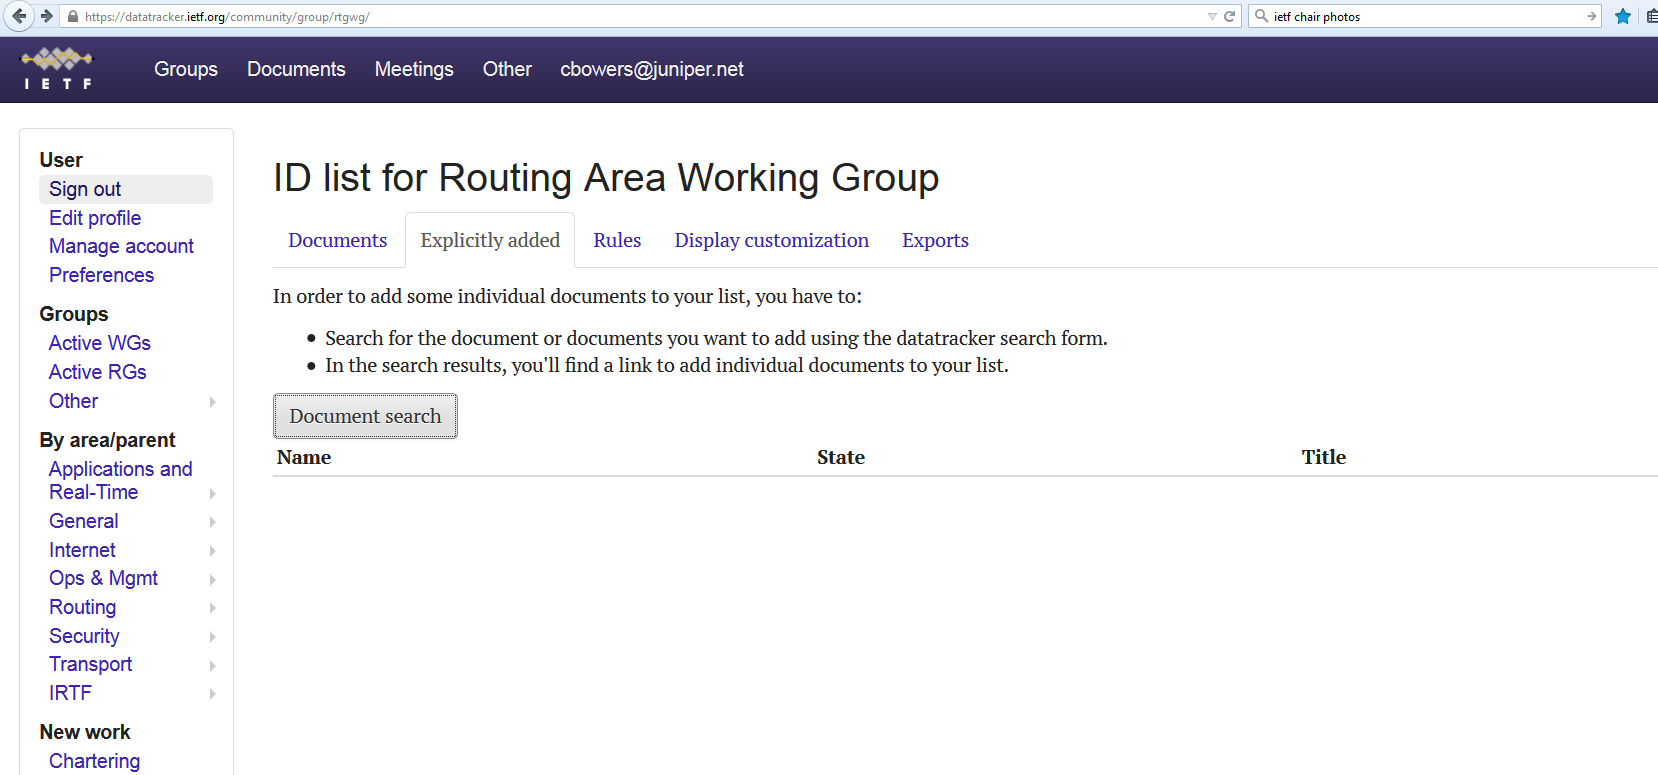 https://datatracker.ietf.org/community/group/rtgwg/
ietf chair photos
IETF
Groups
Documents
Meetings
Other
cbowers@juniper.net
User
Sign out
Edit profile
Manage account
Preferences
Groups
Active WGs
Active RGs
Other
By area/parent
Applications and
Real-Time
General
Internet
Ops & Mgmt
Routing
Security
Transport
IRTF
New work
Chartering
ID list for Routing Area Working Group
Documents
Explicitly added
Rules
Display customization
Exports
In order to add some individual documents to your list, you have to:
• Search for the document or documents you want to add using the datatracker search form.
• In the search results, you'll find a link to add individual documents to your list.
Document search
Name
State
Title